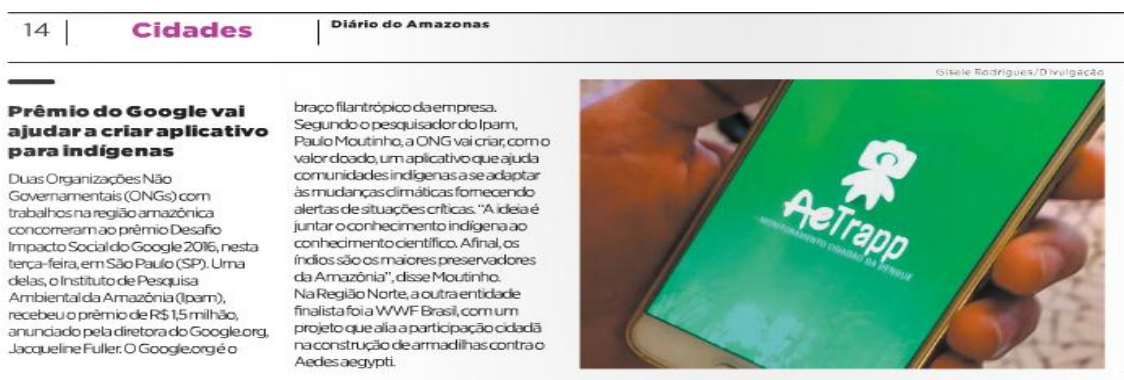 14
Cidades
Diário do Amazonas
Gisele Rodrigues/Divulgação
Prêmio do Google vai
ajudar a criar aplicativo
para indígenas
Duas Organizações Não
Governamentais (ONGs) com
trabalhos na região amazônica
concorreram ao prêmio Desafio
Impacto Social do Google 2016, nesta
terça-feira, em São Paulo (SP). Uma
delas, o Instituto de Pesquisa
Ambiental da Amazônia (Ipam),
recebeu o prêmio de R$ 1,5 milhão,
anunciado pela diretora do Google.org,
Jacqueline Fuller. O Google.org é o
braço filantrópico da empresa.
Segundo o pesquisador do Ipam,
Paulo Moutinho, a ONG vai criar, com o
valor doado, um aplicativo que ajuda
comunidades indígenas a se adaptar
às mudanças climáticas fornecendo
alertas de situações críticas. “A ideia é
juntar o conhecimento indígena ao
conhecimento científico. Afinal, os
índios são os maiores preservadores
da Amazônia”, disse Moutinho.
Na Região Norte, a outra entidade
finalista foi a WWF Brasil, com um
projeto que alia a participação cidadã
na construção de armadilhas contra o
Aedes aegypti.
AeTrapp
MONITORAMENTO CIDADÃO DA DENGUE